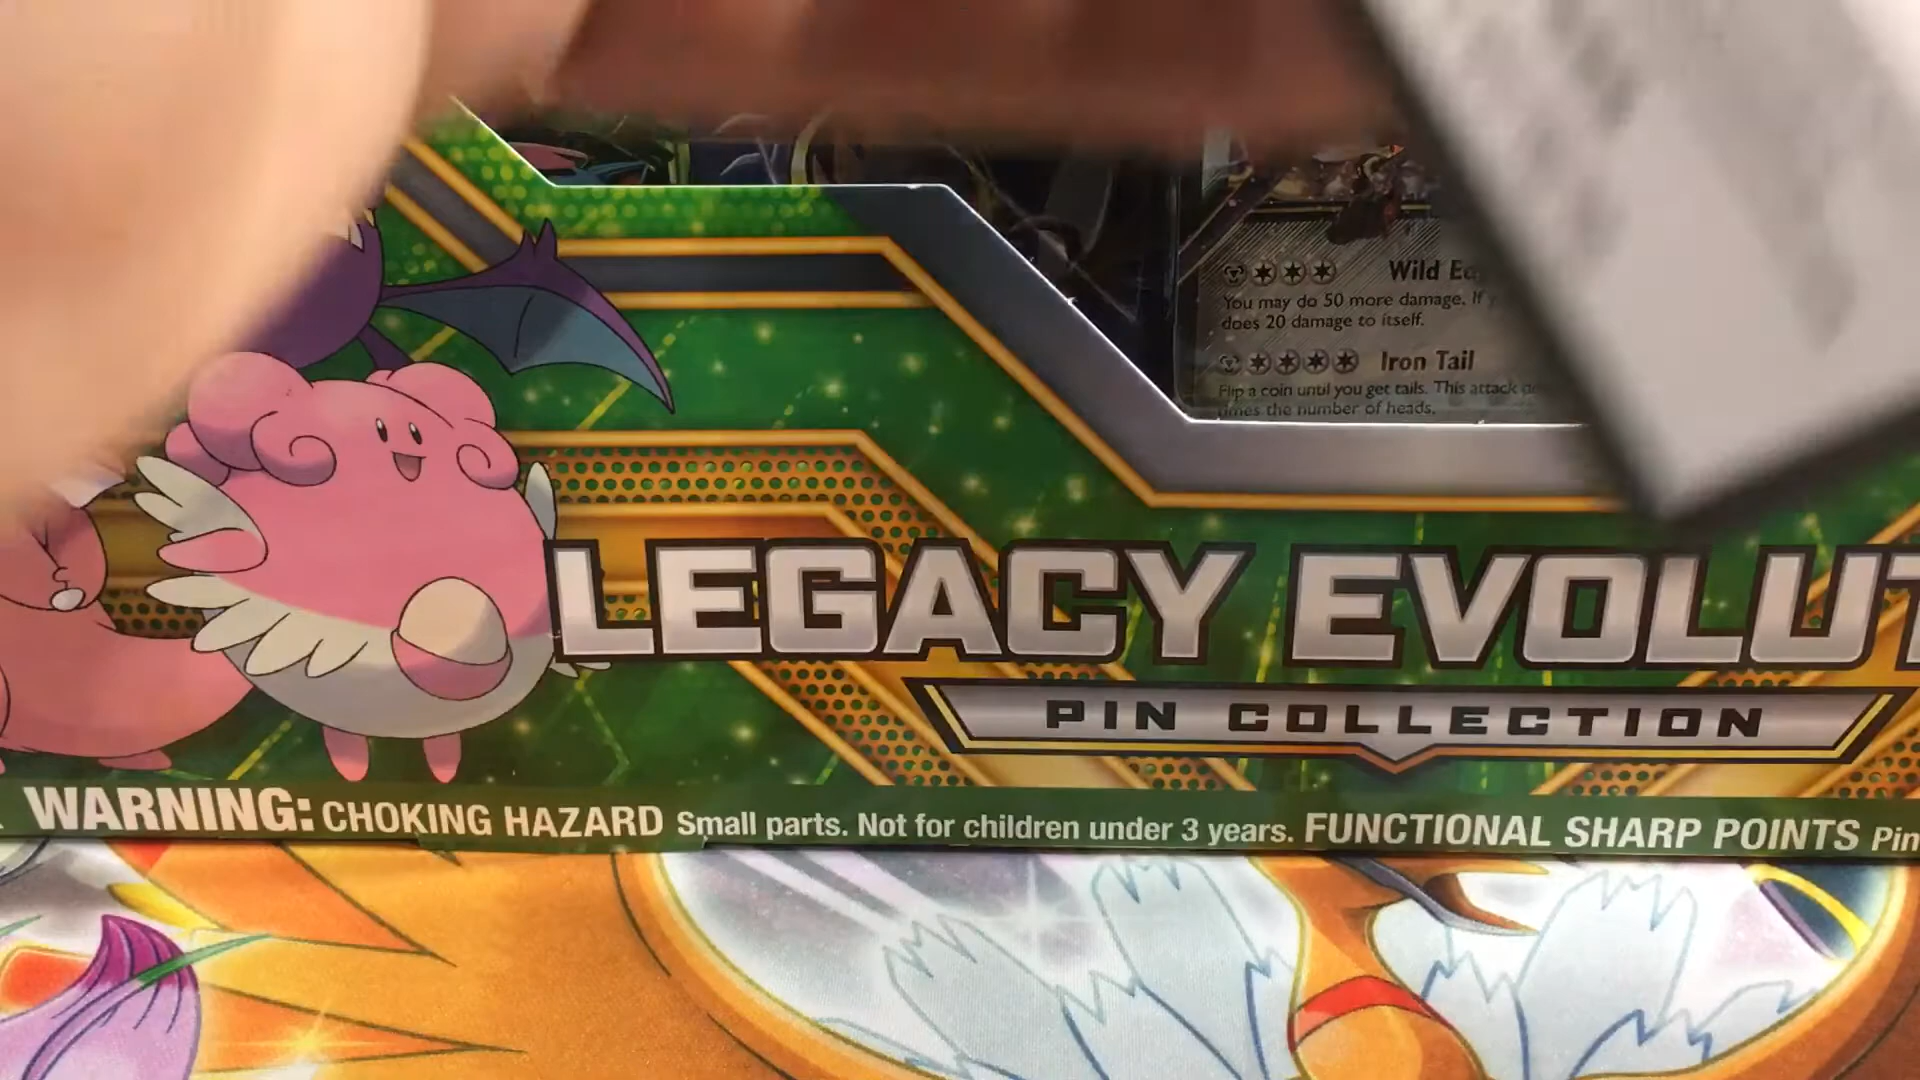 Wild
You may do 50 more damage. If
does 20 damage to itself.
Iron Tail
Flip a coin until you get tails. This attack
times the number of heads.
LEGACY EVOLUT
PIN COLLECTION
WARNING: CHOKING HAZARD Small parts. Not for children under 3 years. FUNCTIONAL SHARP POINTS Pin